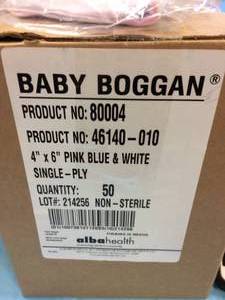 BABY BOGGAN®
PRODUCT NO: 80004
PRODUCT NO: 46140-010
4" x 6" PINK BLUE & WHITE
SINGLE-PLY
QUANTITY: 50
LOT#: 214256 NON-STERILE
albahealth